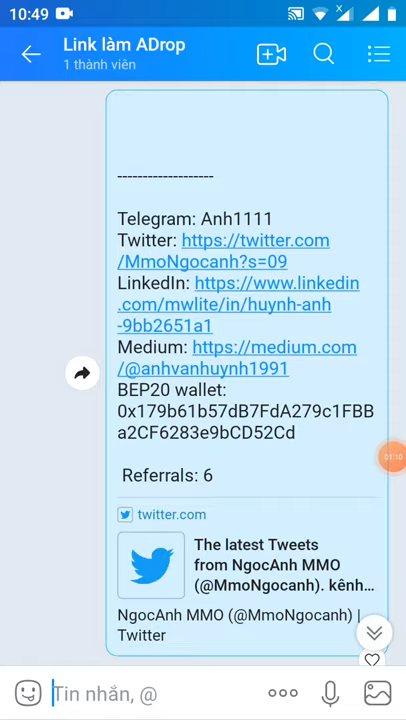 10:49
Link làm ADrop
1 thành viên
-------------------
Telegram: Anh1111
Twitter: https://twitter.com
/MmoNgocanh?s=09
LinkedIn: https://www.linkedin
.com/mwlite/in/huynh-anh
-9bb2651a1
Medium: https://medium.com
/@anhvanhuynh1991
BEP20 wallet:
0x179b61b57dB7FdA279c1FBB
a2CF6283e9bCD52Cd
Referrals: 6
twitter.com
The latest Tweets
from NgocAnh MMO
(@MmoNgocanh). kênh...
NgocAnh MMO (@MmoNgocanh) |
Twitter
01:10
Tin nhắn, @